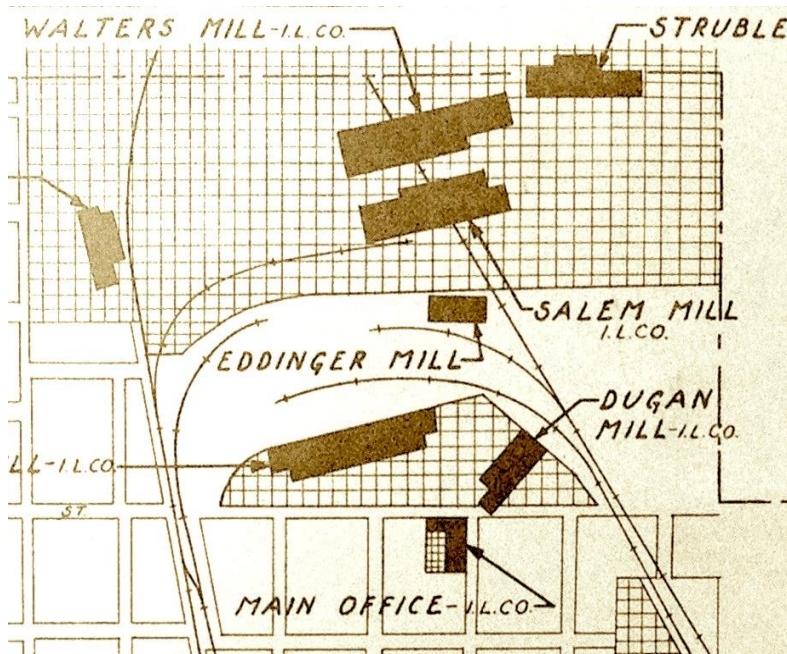 WALTERS MILL-I.L.CO.
STRUBLE
SALEM MILL
I.L.CO.
EDDINGER MILL
DUGAN
MILL-I.L.CO.
LL-I.L.CO.
ST.
MAIN OFFICE-I.L.CO.